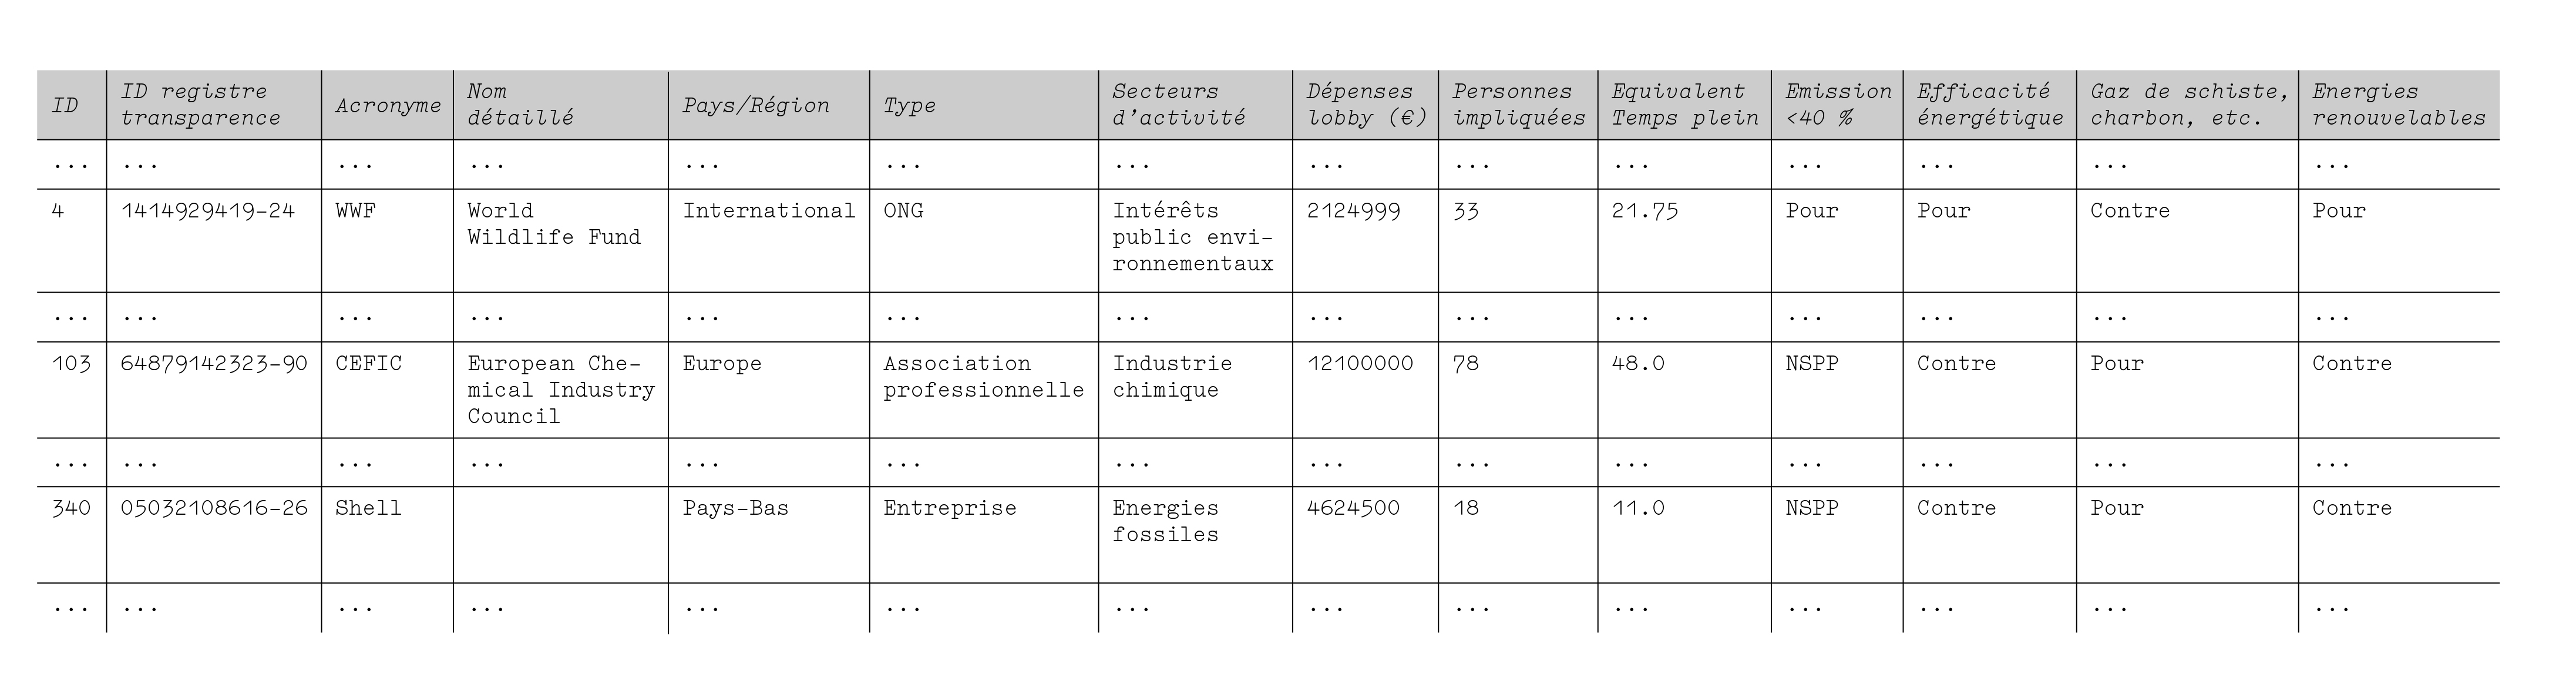 ID
ID registre
transparence
Acronyme
Nom
détaillé
Pays/Région
Type
Secteurs
d'activité
Dépenses
lobby (€)
Personnes
impliquées
Equivalent
Temps plein
Emission
<40 %
Efficacité
énergétique
Gaz de schiste,
charbon, etc.
Energies
renouvelables
... ... ... ... ... ... ... ... ... ... ... ... ... ...
4
1414929419-24
WWF
World
Wildlife Fund
International
ONG
Intérêts
public envi-
ronnementaux
2124999
33
21.75
Pour
Pour
Contre
Pour
... ... ... ... ... ... ... ... ... ... ... ... ... ...
103
64879142323-90
CEFIC
European Che-
mical Industry
Council
Europe
Association
professionnelle
Industrie
chimique
12100000
78
48.0
NSPP
Contre
Pour
Contre
... ... ... ... ... ... ... ... ... ... ... ... ... ...
340
05032108616-26
Shell
Pays-Bas
Entreprise
Energies
fossiles
4624500
18
11.0
NSPP
Contre
Pour
Contre
... ... ... ... ... ... ... ... ... ... ... ... ... ...